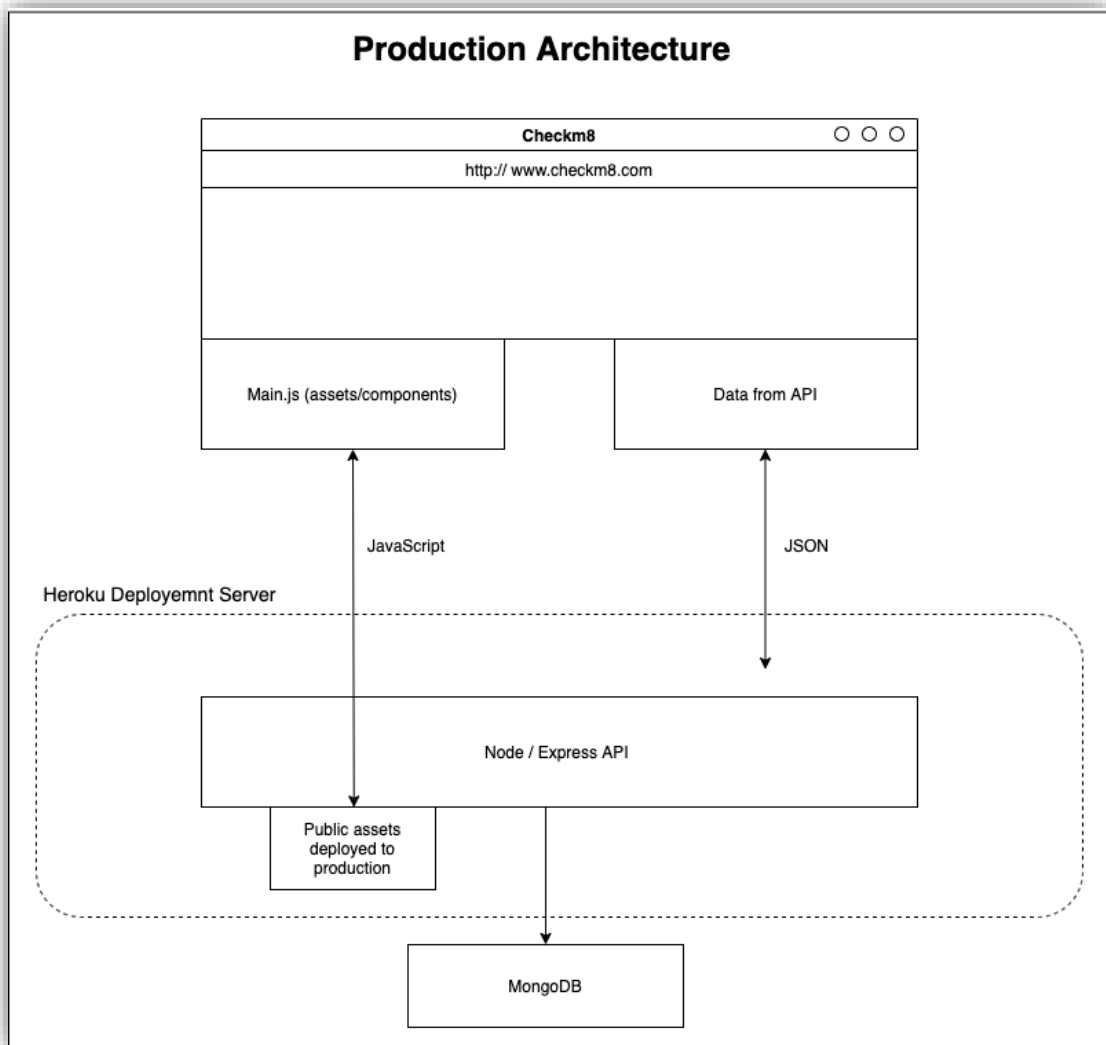 Production Architecture
Checkm8
http:// www.checkm8.com
Main.js (assets/components)
Data from API
JavaScript
JSON
Heroku Deployemnt Server
Node / Express API
Public assets
deployed to
production
MongoDB